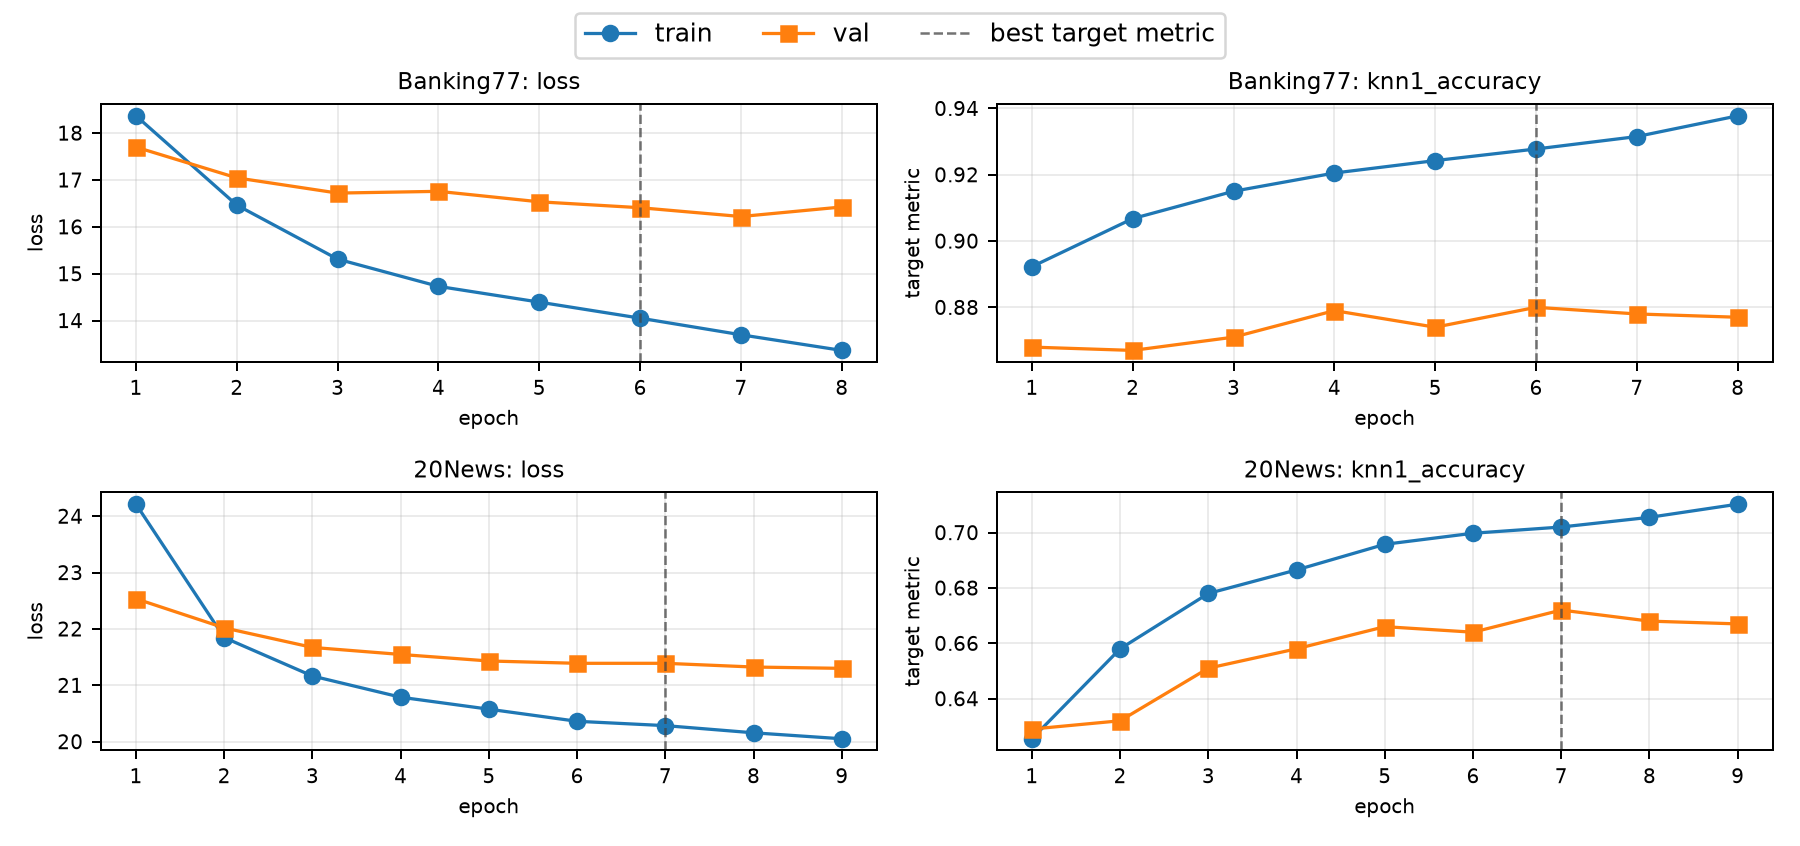 train val best target metric
Banking77: loss
loss
18
17
16
15
14
1 2 3 4 5 6 7 8
epoch
Banking77: knn1_accuracy
target metric
0.94
0.92
0.90
0.88
1 2 3 4 5 6 7 8
epoch
20News: loss
loss
24
23
22
21
20
1 2 3 4 5 6 7 8 9
epoch
20News: knn1_accuracy
target metric
0.70
0.68
0.66
0.64
1 2 3 4 5 6 7 8 9
epoch